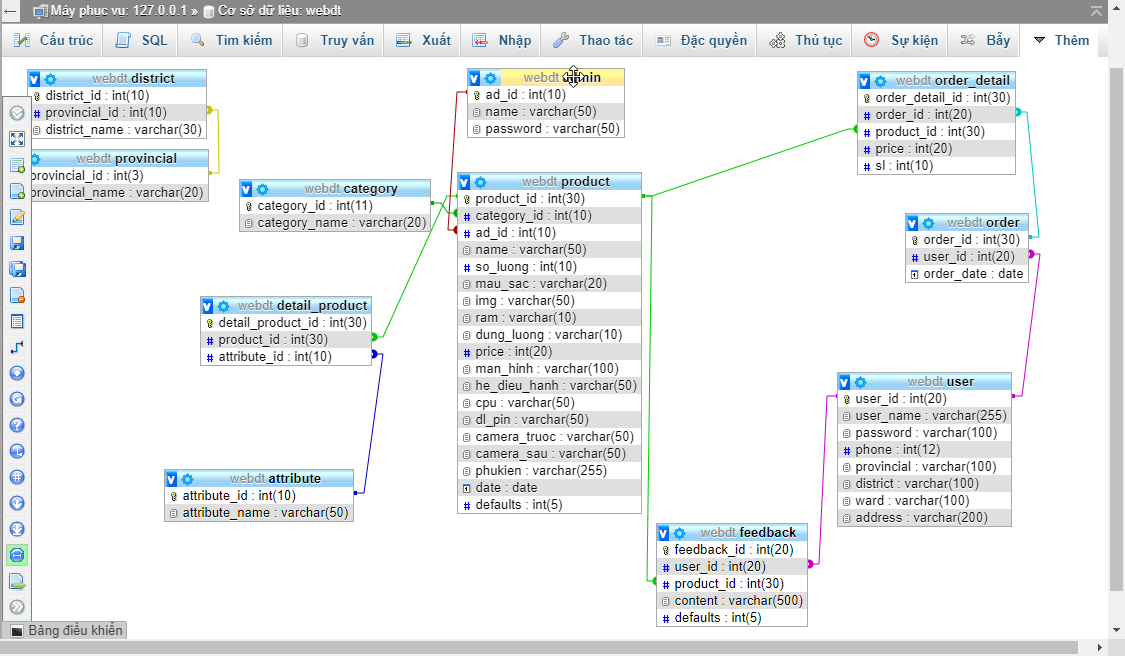 Máy phục vụ: 127.0.0.1 » Cơ sở dữ liệu: webdt
Cấu trúc SQL Tìm kiếm Truy vấn Xuất Nhập Thao tác Đặc quyền Thủ tục Sự kiện Bẫy Thêm
webdt district
district_id : int(10)
provincial_id : int(10)
district_name : varchar(30)
webdt provincial
provincial_id : int(3)
provincial_name : varchar(20)
webdt category
category_id : int(11)
category_name : varchar(20)
webdt detail_product
detail_product_id : int(30)
product_id : int(30)
attribute_id : int(10)
webdt attribute
attribute_id : int(10)
attribute_name : varchar(50)
webdt admin
ad_id : int(10)
name : varchar(50)
password : varchar(50)
webdt product
product_id : int(30)
category_id : int(10)
ad_id : int(10)
name : varchar(50)
so_luong : int(10)
mau_sac : varchar(20)
img : varchar(50)
ram : varchar(10)
dung_luong : varchar(10)
price : int(20)
man_hinh : varchar(100)
he_dieu_hanh : varchar(50)
cpu : varchar(50)
dl_pin : varchar(50)
camera_truoc : varchar(50)
camera_sau : varchar(50)
phukien : varchar(255)
date : date
defaults : int(5)
webdt order_detail
order_detail_id : int(30)
order_id : int(20)
product_id : int(30)
price : int(20)
sl : int(10)
webdt order
order_id : int(30)
user_id : int(20)
order_date : date
webdt user
user_id : int(20)
user_name : varchar(255)
password : varchar(100)
phone : int(12)
provincial : varchar(100)
district : varchar(100)
ward : varchar(100)
address : varchar(200)
webdt feedback
feedback_id : int(20)
user_id : int(20)
product_id : int(30)
content : varchar(500)
defaults : int(5)
Bảng điều khiển